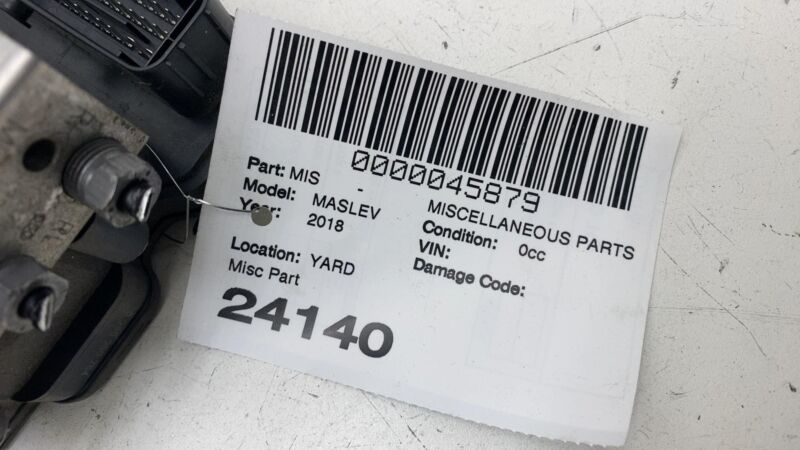 0000045879
Part: MIS - MISCELLANEOUS PARTS
Model: MASLEV Condition: 0cc
Year: 2018 VIN:
Damage Code:
Location: YARD
Misc Part
24140